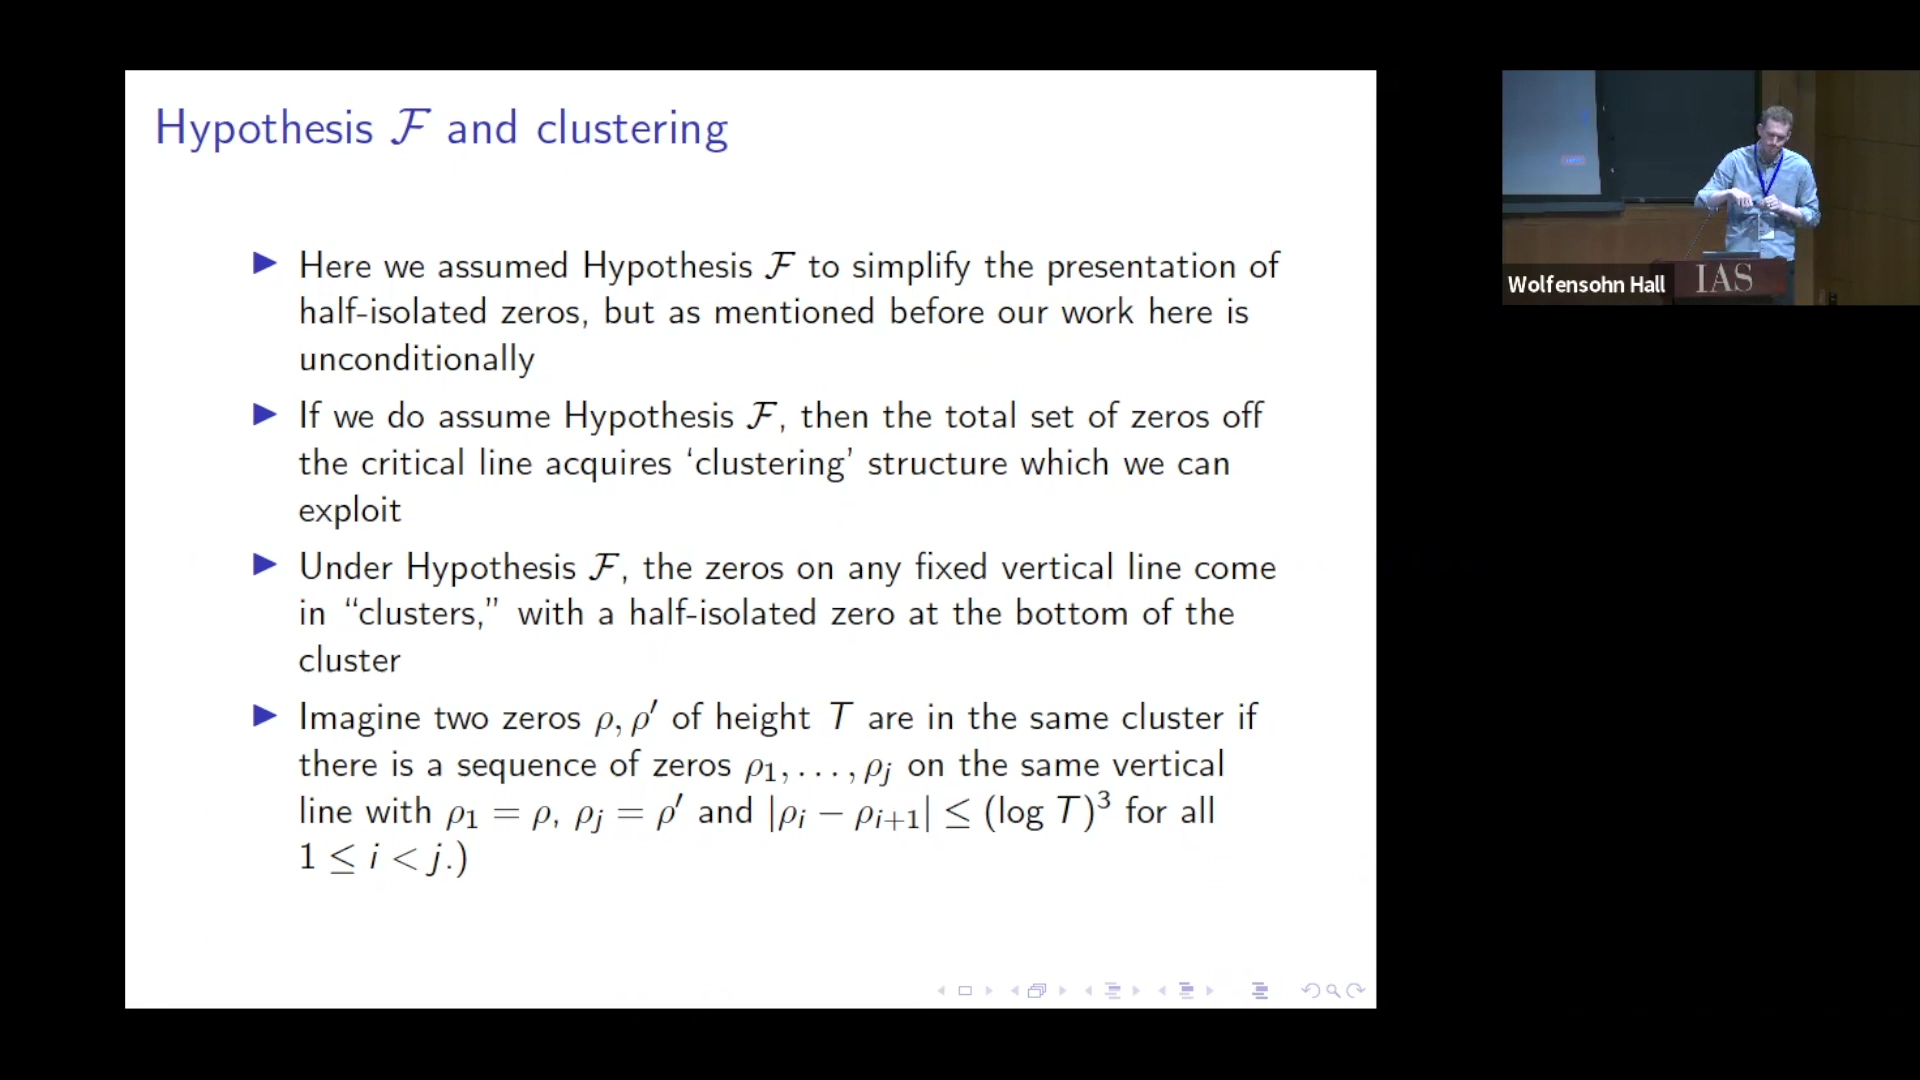 Hypothesis ℱ and clustering
▶ Here we assumed Hypothesis ℱ to simplify the presentation of
half-isolated zeros, but as mentioned before our work here is
unconditionally
▶ If we do assume Hypothesis ℱ, then the total set of zeros off
the critical line acquires ‘clustering’ structure which we can
exploit
▶ Under Hypothesis ℱ, the zeros on any fixed vertical line come
in “clusters,” with a half-isolated zero at the bottom of the
cluster
▶ Imagine two zeros ρ, ρ′ of height T are in the same cluster if
there is a sequence of zeros ρ₁, . . . , ρⱼ on the same vertical
line with ρ₁ = ρ, ρⱼ = ρ′ and |ρᵢ − ρᵢ₊₁| ≤ (log T)³ for all
1 ≤ i < j.)
Wolfensohn Hall
IAS